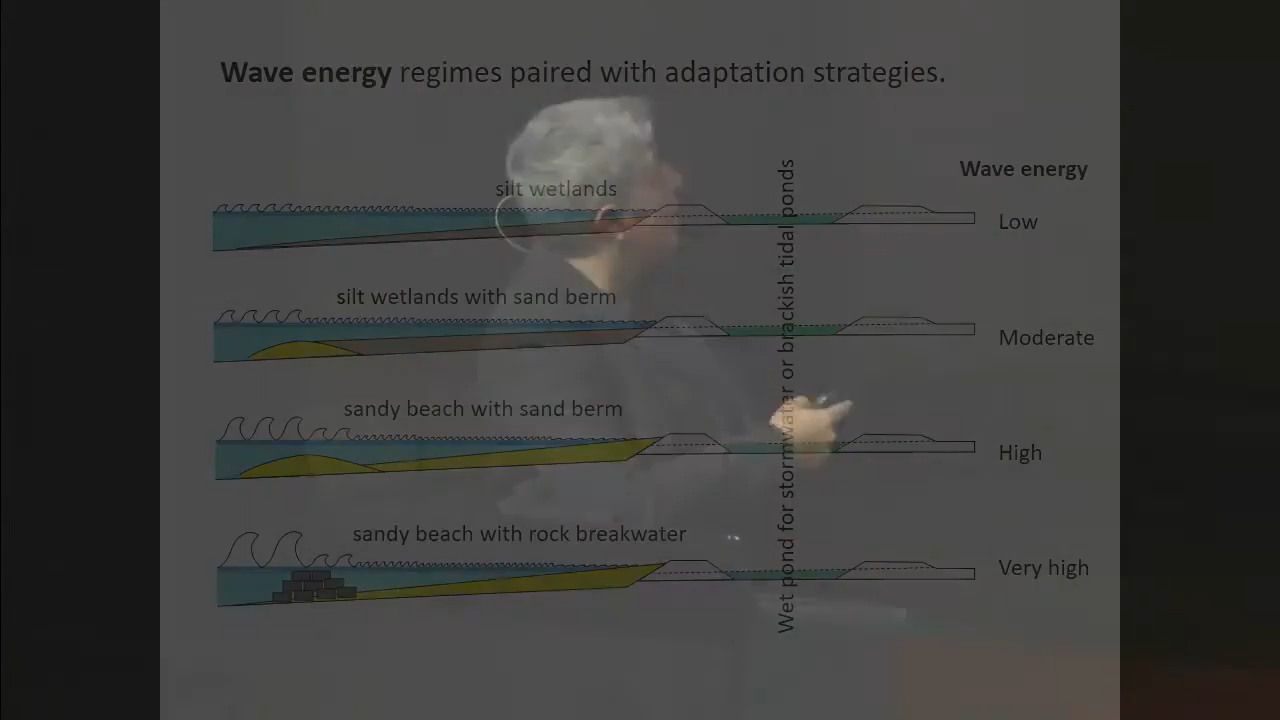 Wave energy regimes paired with adaptation strategies.
Wave energy
silt wetlands
Low
silt wetlands with sand berm
Moderate
sandy beach with sand berm
High
sandy beach with rock breakwater
Very high
Wet pond for stormwater or brackish tidal ponds